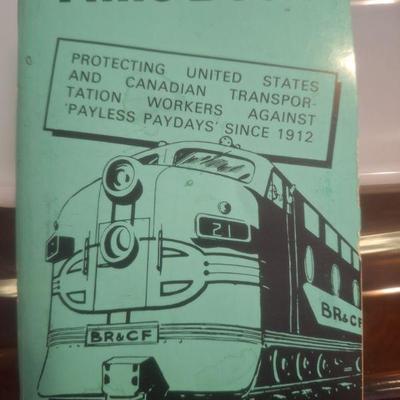 PROTECTING UNITED STATES
AND CANADIAN TRANSPOR-
TATION WORKERS AGAINST
'PAYLESS PAYDAYS' SINCE 1912
21
BR&CF
BR&CF